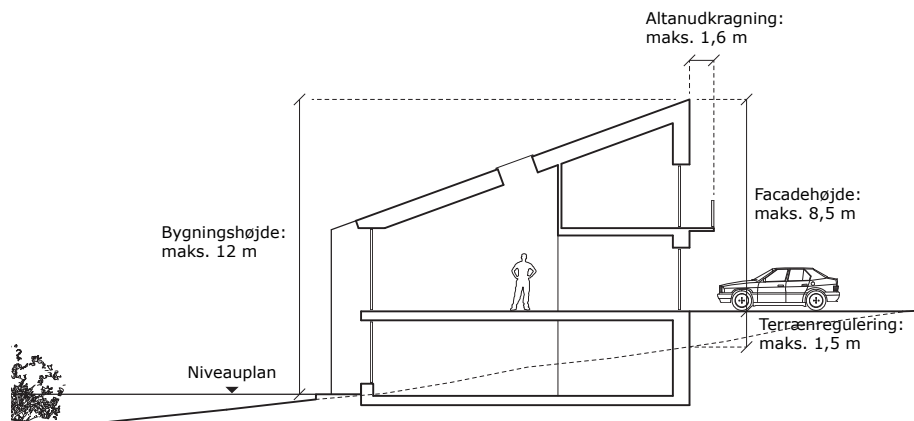 Altanudkragning:
maks. 1,6 m
Bygningshøjde:
maks. 12 m
Facadehøjde:
maks. 8,5 m
Terrænregulering:
maks. 1,5 m
Niveauplan